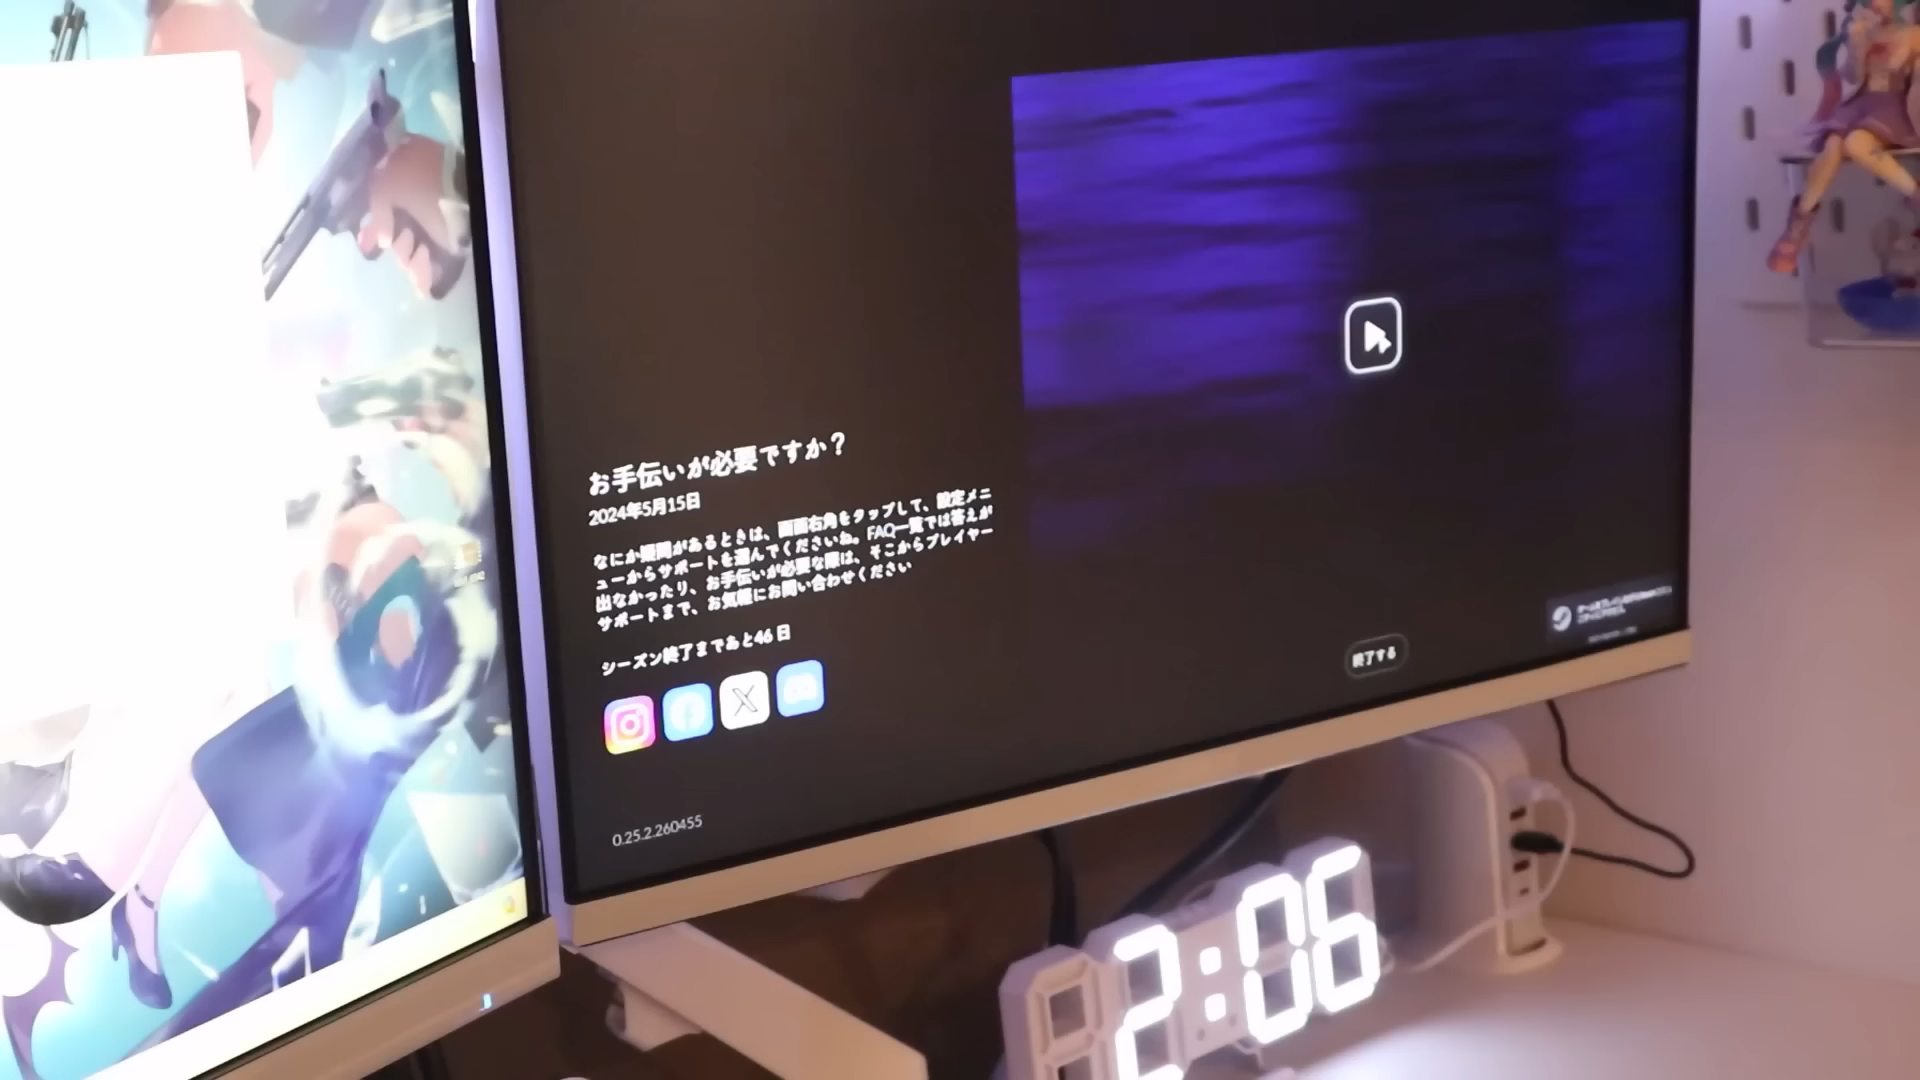 お手伝いが必要ですか？
2024年5月15日
なにか疑問があるときは、画面右角をタップして、設定メニ
ューからサポートを選んでくださいね。FAQ一覧では答えが
出なかったり、お手伝いが必要な際は、そこからプレイヤー
サポートまで、お気軽にお問い合わせください
シーズン終了まであと46 日
0.25.2.260455
終了する
2:06